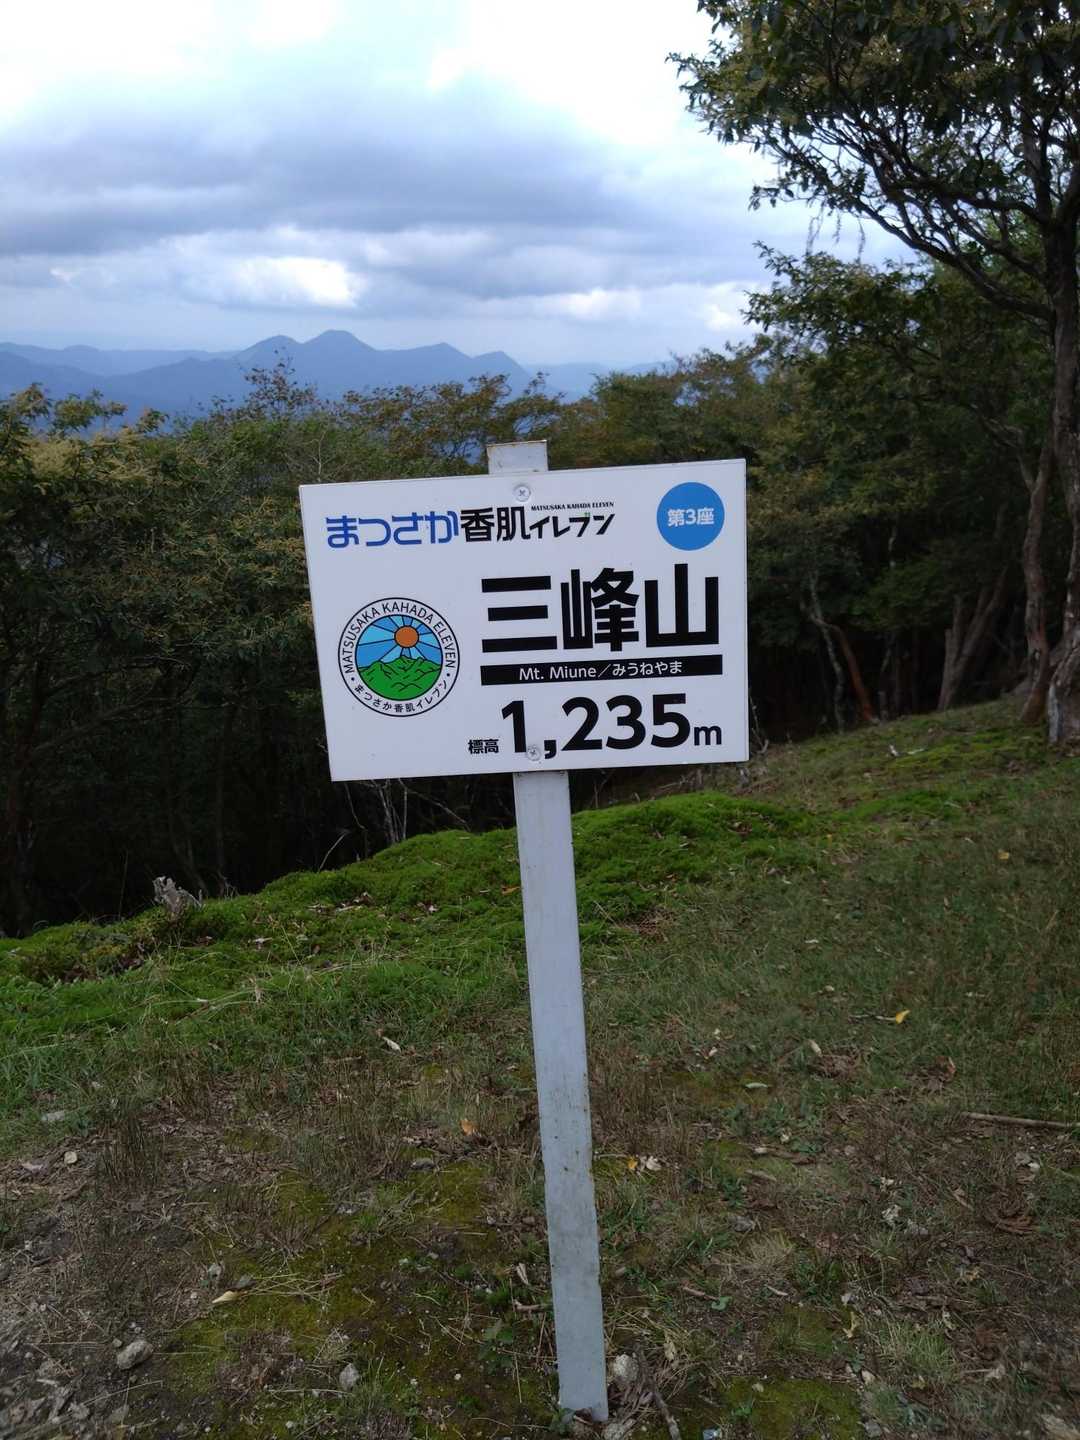 まつさか香肌イレブン
MATSUSAKA KAHADA ELEVEN
第3座
三峰山
Mt. Miune/みうねやま
標高 1,235m
MATSUSAKA KAHADA ELEVEN
まつさか香肌イレブン